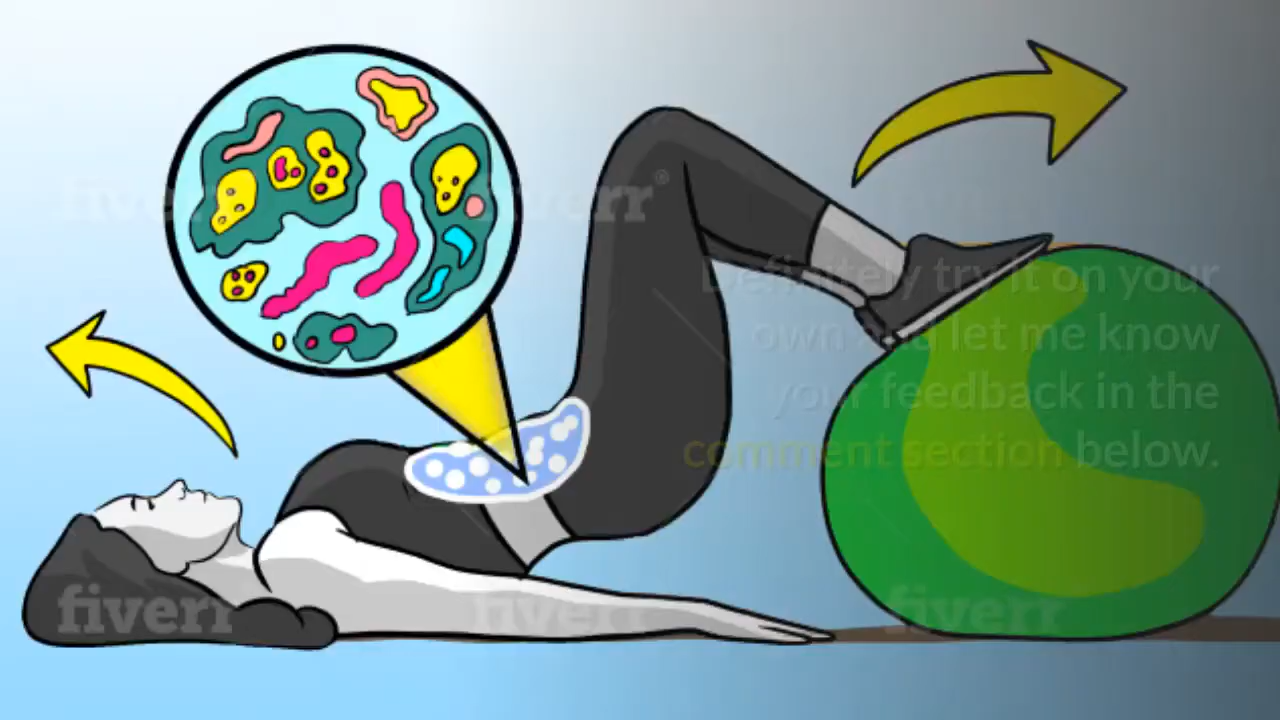 fiverr
fiverr®
Definitely try it on your
own and let me know
your feedback in the
comment section below.
fiverr
fiverr
fiverr